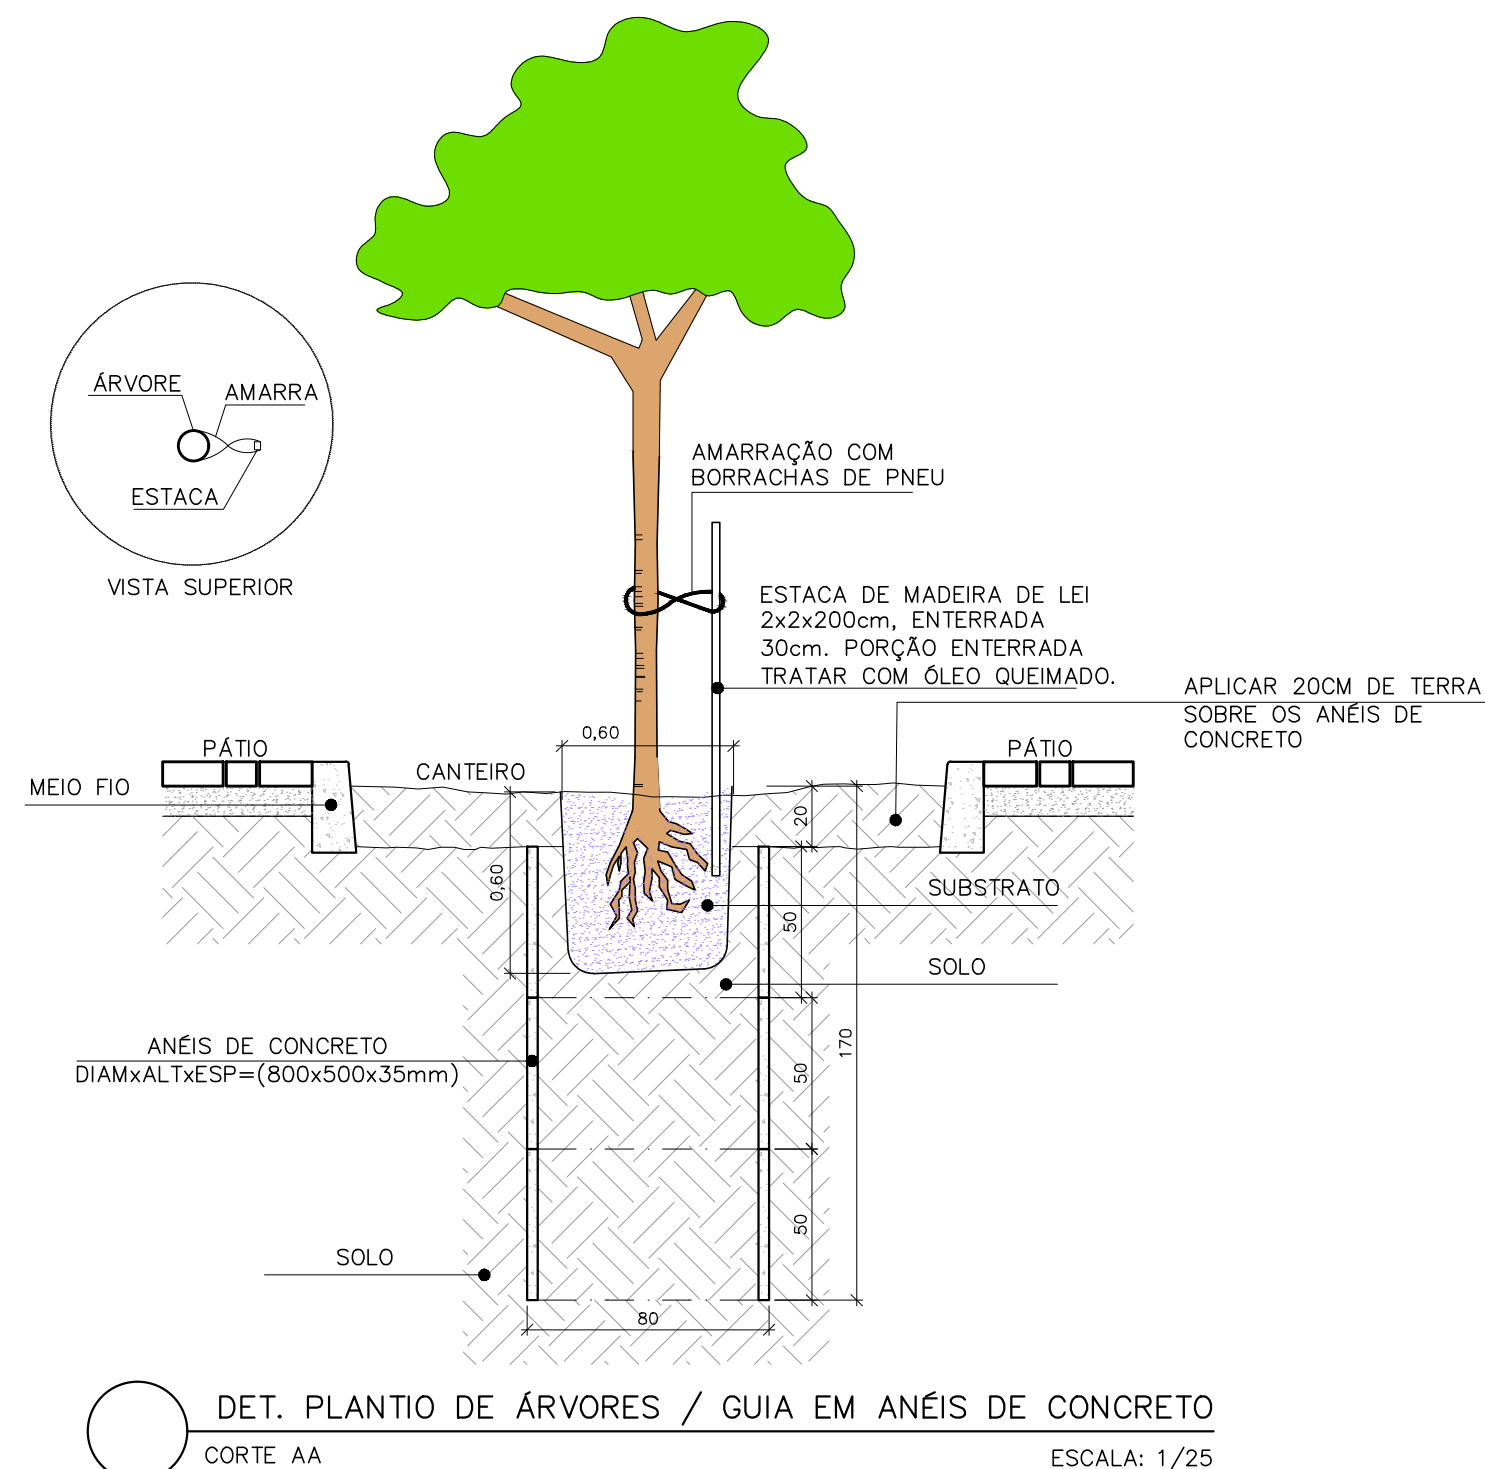 ÁRVORE
AMARRA
ESTACA
VISTA SUPERIOR
AMARRAÇÃO COM
BORRACHAS DE PNEU
ESTACA DE MADEIRA DE LEI
2x2x200cm, ENTERRADA
30cm. PORÇÃO ENTERRADA
TRATAR COM ÓLEO QUEIMADO.
APLICAR 20CM DE TERRA
SOBRE OS ANÉIS DE
CONCRETO
0,60
PÁTIO
PÁTIO
CANTEIRO
MEIO FIO
20
0,60
SUBSTRATO
50
SOLO
170
ANÉIS DE CONCRETO
DIAMxALTxESP=(800x500x35mm)
50
50
SOLO
80
DET. PLANTIO DE ÁRVORES / GUIA EM ANÉIS DE CONCRETO
CORTE AA
ESCALA: 1/25